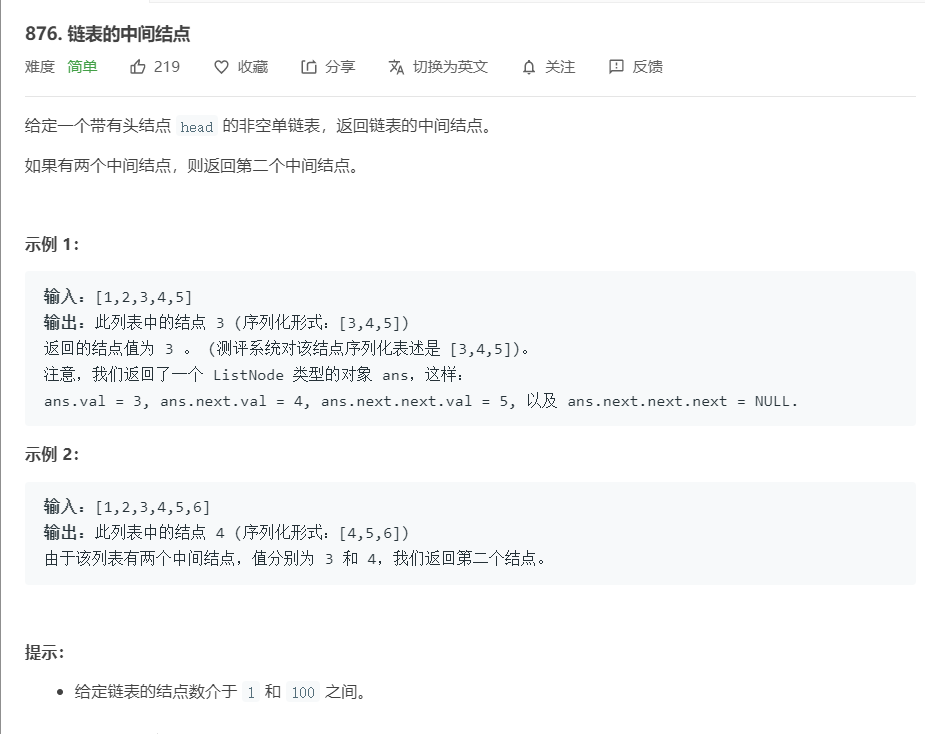 876. 链表的中间结点
难度 简单 219 收藏 分享 切换为英文 关注 反馈
给定一个带有头结点 head 的非空单链表，返回链表的中间结点。
如果有两个中间结点，则返回第二个中间结点。
示例 1：
输入：[1,2,3,4,5]
输出：此列表中的结点 3 (序列化形式：[3,4,5])
返回的结点值为 3 。 (测评系统对该结点序列化表述是 [3,4,5])。
注意，我们返回了一个 ListNode 类型的对象 ans，这样：
ans.val = 3, ans.next.val = 4, ans.next.next.val = 5, 以及 ans.next.next.next = NULL.
示例 2：
输入：[1,2,3,4,5,6]
输出：此列表中的结点 4 (序列化形式：[4,5,6])
由于该列表有两个中间结点，值分别为 3 和 4，我们返回第二个结点。
提示：
• 给定链表的结点数介于 1 和 100 之间。